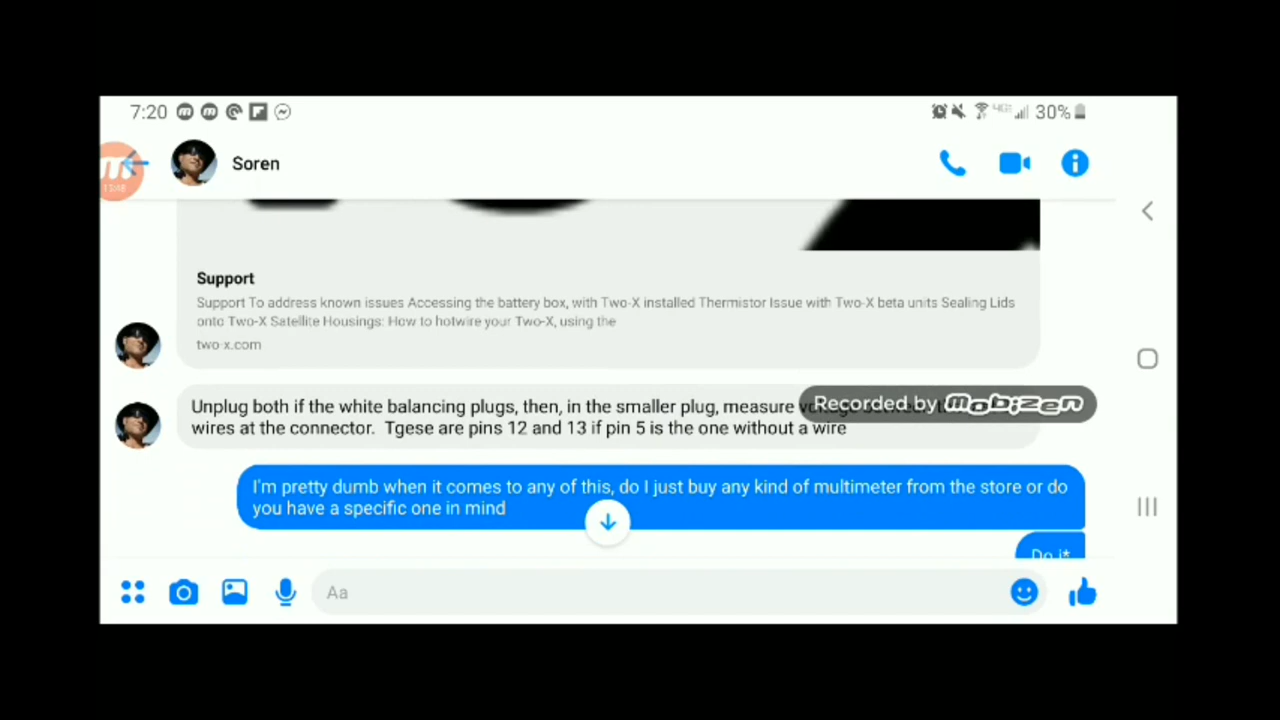 7:20
30%
Soren
Support
Support To address known issues Accessing the battery box, with Two-X installed Thermistor Issue with Two-X beta units Sealing Lids
onto Two-X Satellite Housings: How to hotwire your Two-X, using the
two-x.com
Unplug both if the white balancing plugs, then, in the smaller plug, measure
Recorded by mobizen
wires at the connector. Tgese are pins 12 and 13 if pin 5 is the one without a wire
I'm pretty dumb when it comes to any of this, do I just buy any kind of multimeter from the store or do
you have a specific one in mind
Do i*
Aa